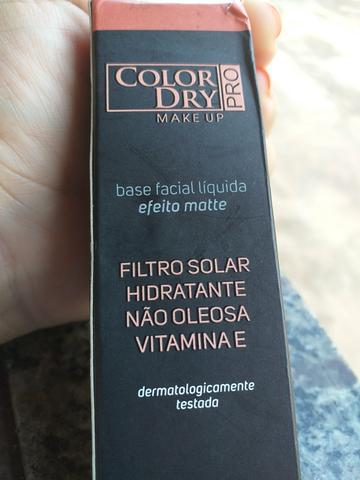 COLOR
DRY
PRO
MAKE UP
base facial líquida
efeito matte
FILTRO SOLAR
HIDRATANTE
NÃO OLEOSA
VITAMINA E
dermatologicamente
testada